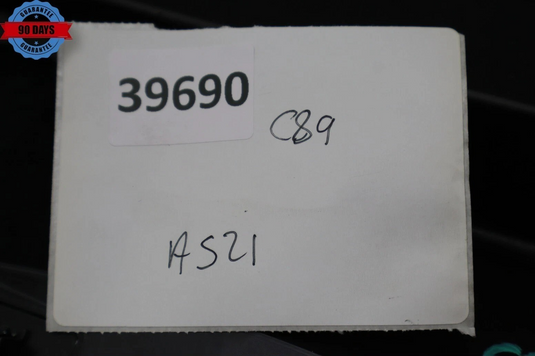 GUARANTEE
90 DAYS
GUARANTEE
39690
C89
AS21